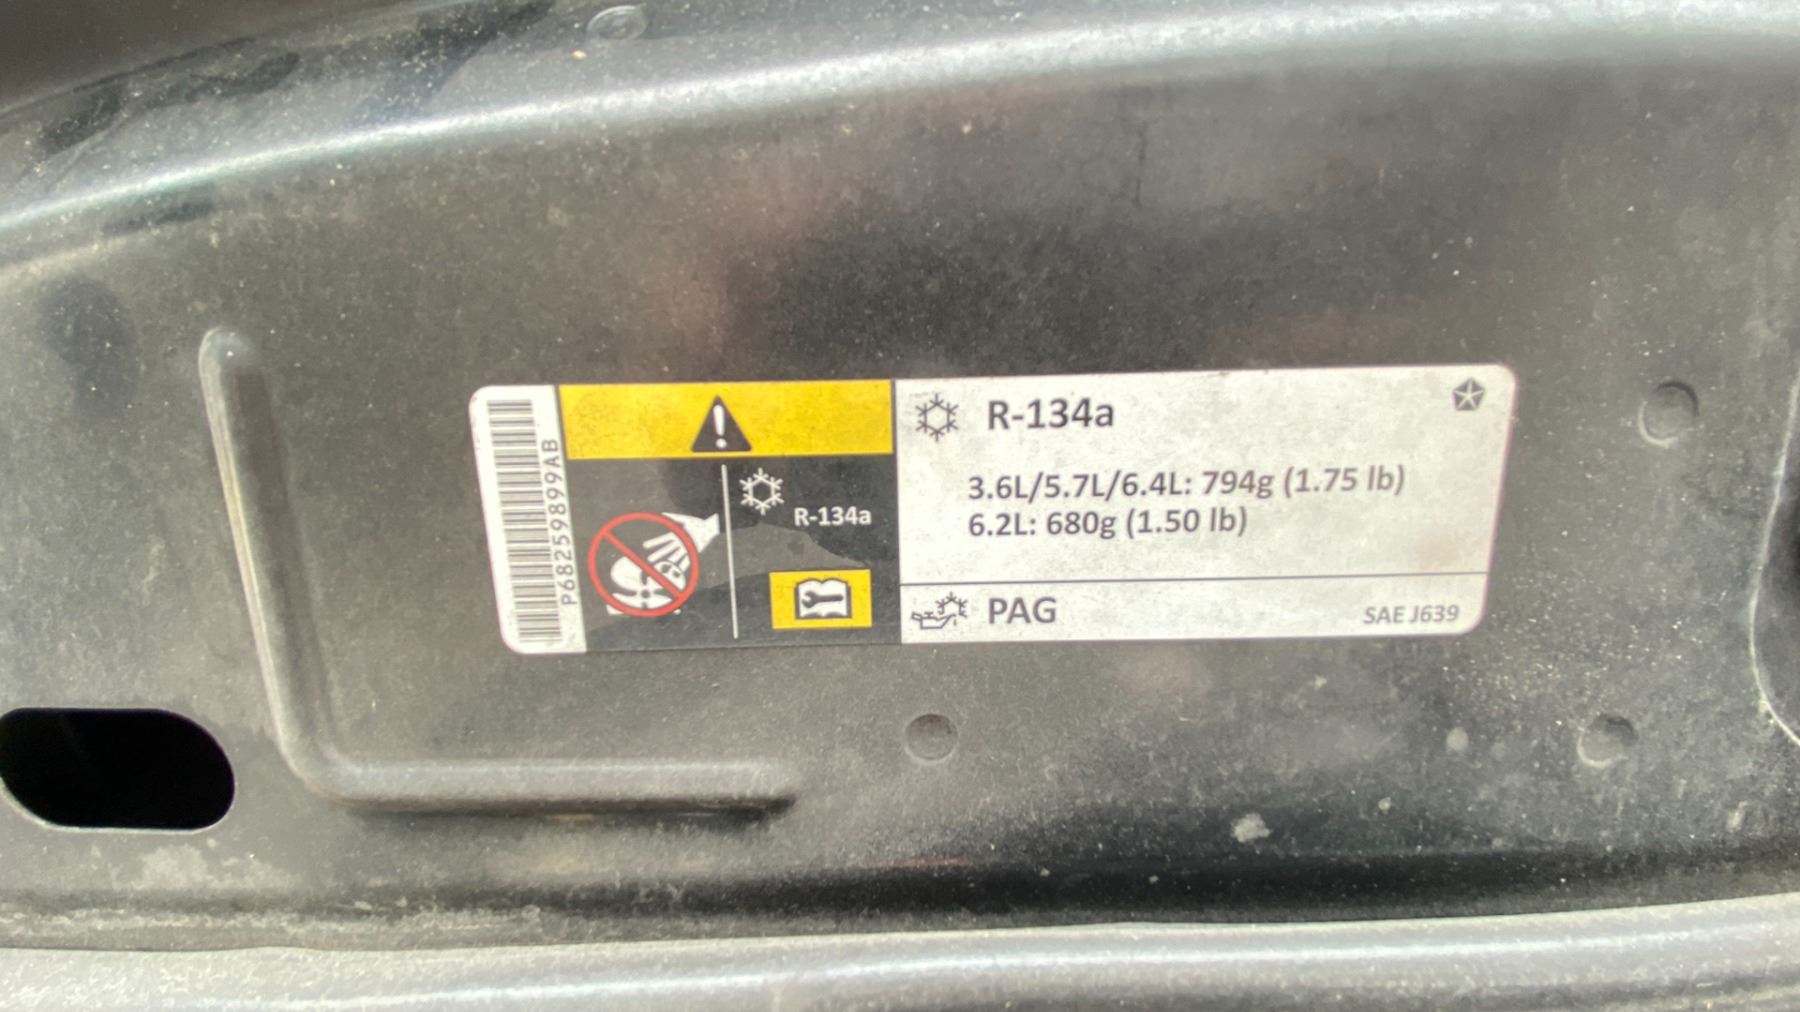 P68259899AB
R-134a
R-134a
3.6L/5.7L/6.4L: 794g (1.75 lb)
6.2L: 680g (1.50 lb)
PAG
SAE J639